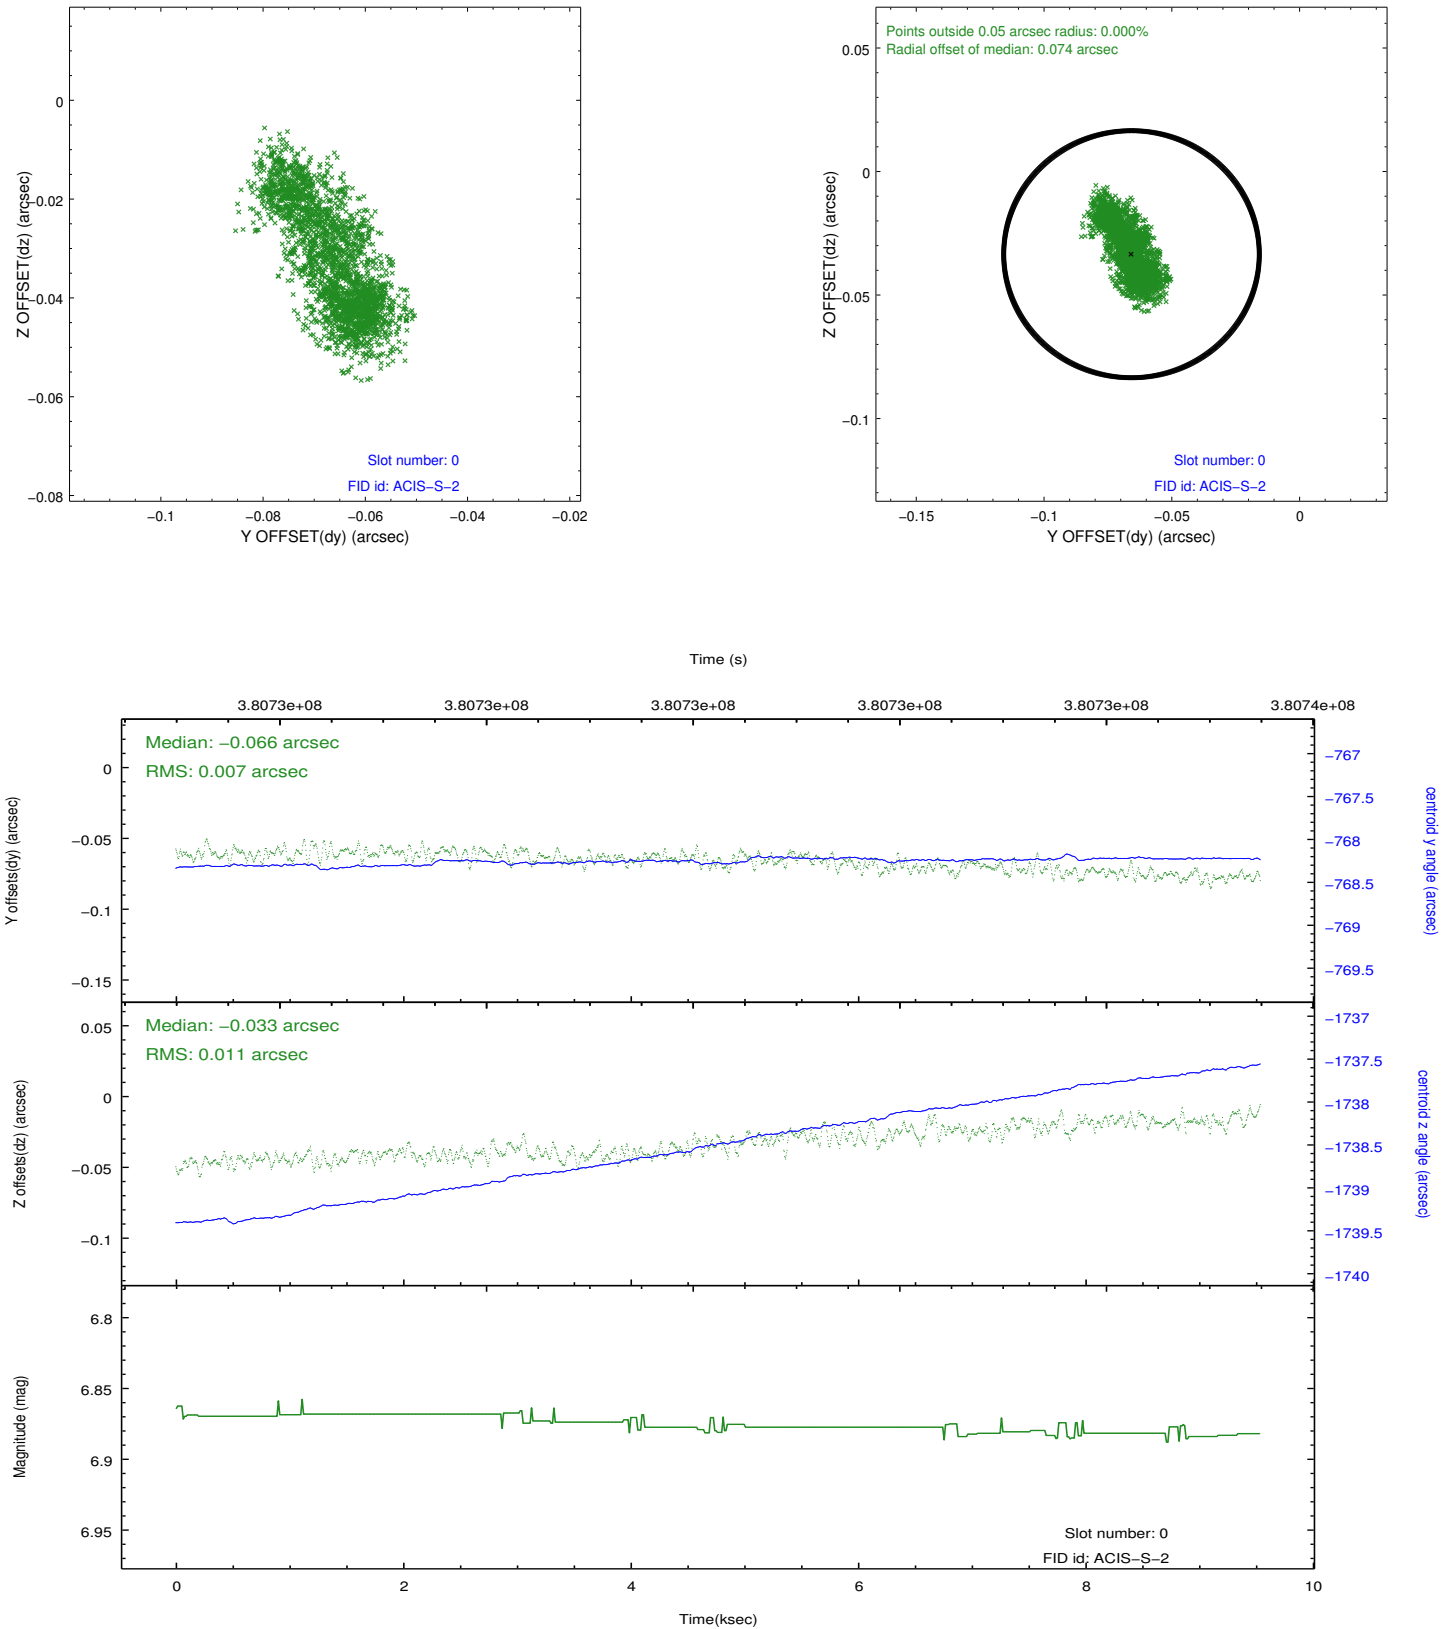 0
−0.02
−0.04
−0.06
−0.08
Z OFFSET(dz) (arcsec)
Slot number: 0
FID id: ACIS−S−2
−0.1
−0.08
−0.06
−0.04
−0.02
Y OFFSET(dy) (arcsec)
Points outside 0.05 arcsec radius: 0.000%
Radial offset of median: 0.074 arcsec
0.05
0
−0.05
−0.1
Z OFFSET(dz) (arcsec)
Slot number: 0
FID id: ACIS−S−2
−0.15
−0.1
−0.05
0
Y OFFSET(dy) (arcsec)
Time (s)
3.8073e+08
3.8073e+08
3.8073e+08
3.8073e+08
3.8073e+08
3.8074e+08
Median: −0.066 arcsec
RMS: 0.007 arcsec
0
−0.05
−0.1
−0.15
Y offsets(dy) (arcsec)
−767
−767.5
−768
−768.5
−769
−769.5
centroid y angle (arcsec)
Median: −0.033 arcsec
RMS: 0.011 arcsec
0.05
0
−0.05
−0.1
Z offsets(dz) (arcsec)
−1737
−1737.5
−1738
−1738.5
−1739
−1739.5
−1740
centroid z angle (arcsec)
6.8
6.85
6.9
6.95
Magnitude (mag)
Slot number: 0
FID id: ACIS−S−2
0
2
4
6
8
10
Time(ksec)